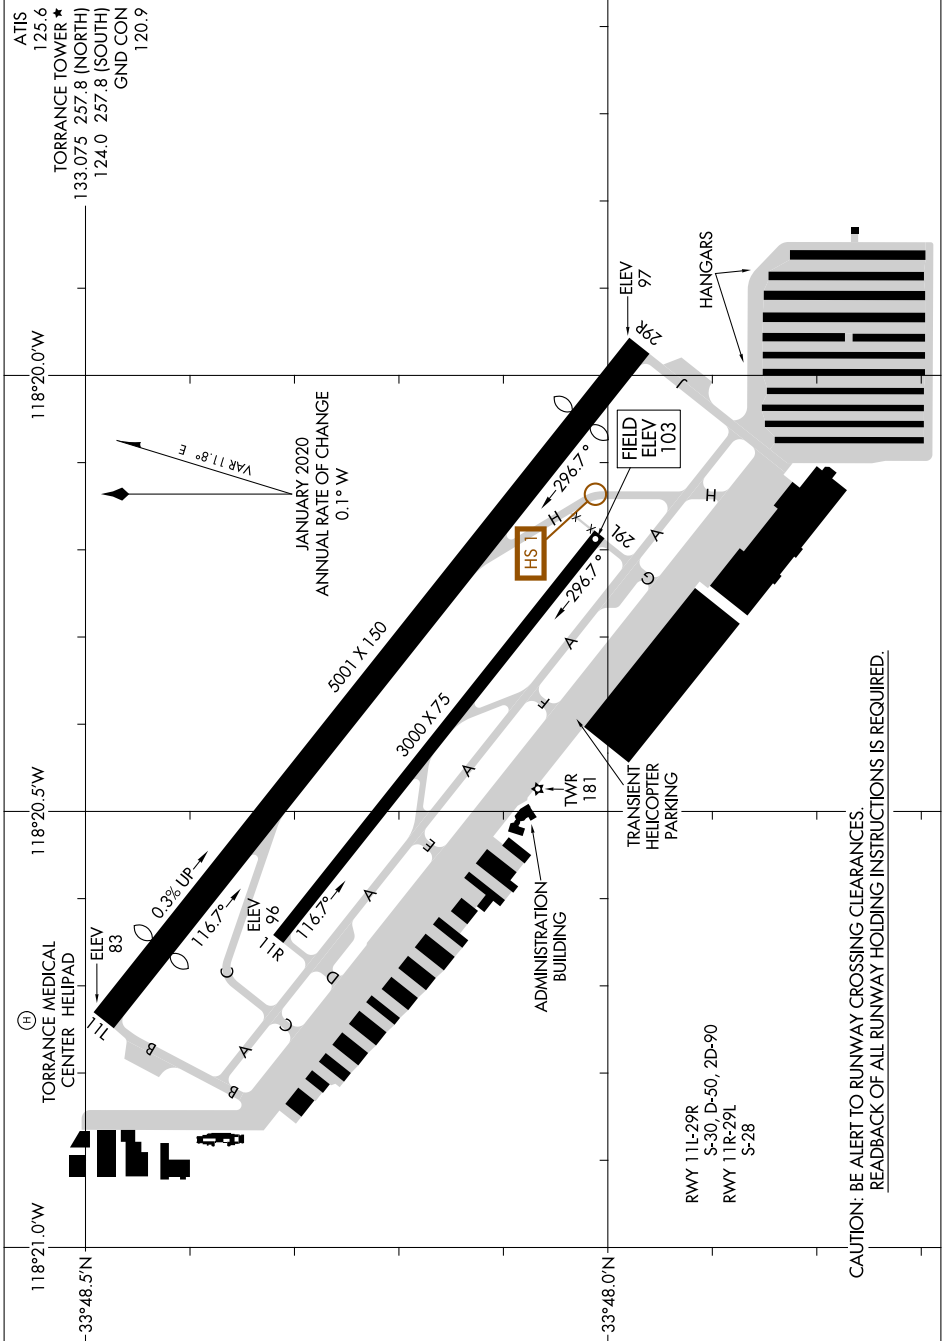 ATIS
125.6
TORRANCE TOWER ★
133.075 257.8 (NORTH)
124.0 257.8 (SOUTH)
GND CON
120.9
118°21.0'W
118°20.5'W
118°20.0'W
33°48.5'N
33°48.0'N
H
TORRANCE MEDICAL
CENTER HELIPAD
JANUARY 2020
ANNUAL RATE OF CHANGE
0.1° W
VAR 11.8° E
ELEV
83
11L
0.3% UP
116.7°
ELEV
96
11R
116.7°
5001 X 150
3000 X 75
HS 1
296.7°
296.7°
29L
29R
ELEV
97
FIELD
ELEV
103
B
B
A
C
C
D
A
E
A
F
A
G
A
H
H
J
x
x
TWR
181
ADMINISTRATION
BUILDING
TRANSIENT
HELICOPTER
PARKING
HANGARS
RWY 11L-29R
S-30, D-50, 2D-90
RWY 11R-29L
S-28
CAUTION: BE ALERT TO RUNWAY CROSSING CLEARANCES.
READBACK OF ALL RUNWAY HOLDING INSTRUCTIONS IS REQUIRED.